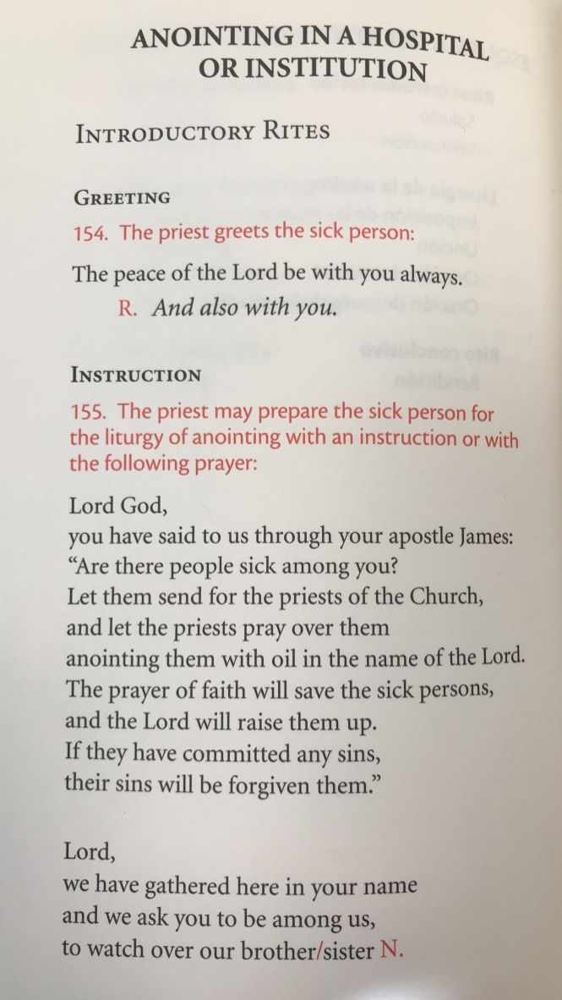 ANOINTING IN A HOSPITAL
OR INSTITUTION
INTRODUCTORY RITES
GREETING
154. The priest greets the sick person:
The peace of the Lord be with you always.
R. And also with you.
INSTRUCTION
155. The priest may prepare the sick person for
the liturgy of anointing with an instruction or with
the following prayer:
Lord God,
you have said to us through your apostle James:
“Are there people sick among you?
Let them send for the priests of the Church,
and let the priests pray over them
anointing them with oil in the name of the Lord.
The prayer of faith will save the sick persons,
and the Lord will raise them up.
If they have committed any sins,
their sins will be forgiven them.”
Lord,
we have gathered here in your name
and we ask you to be among us,
to watch over our brother/sister N.